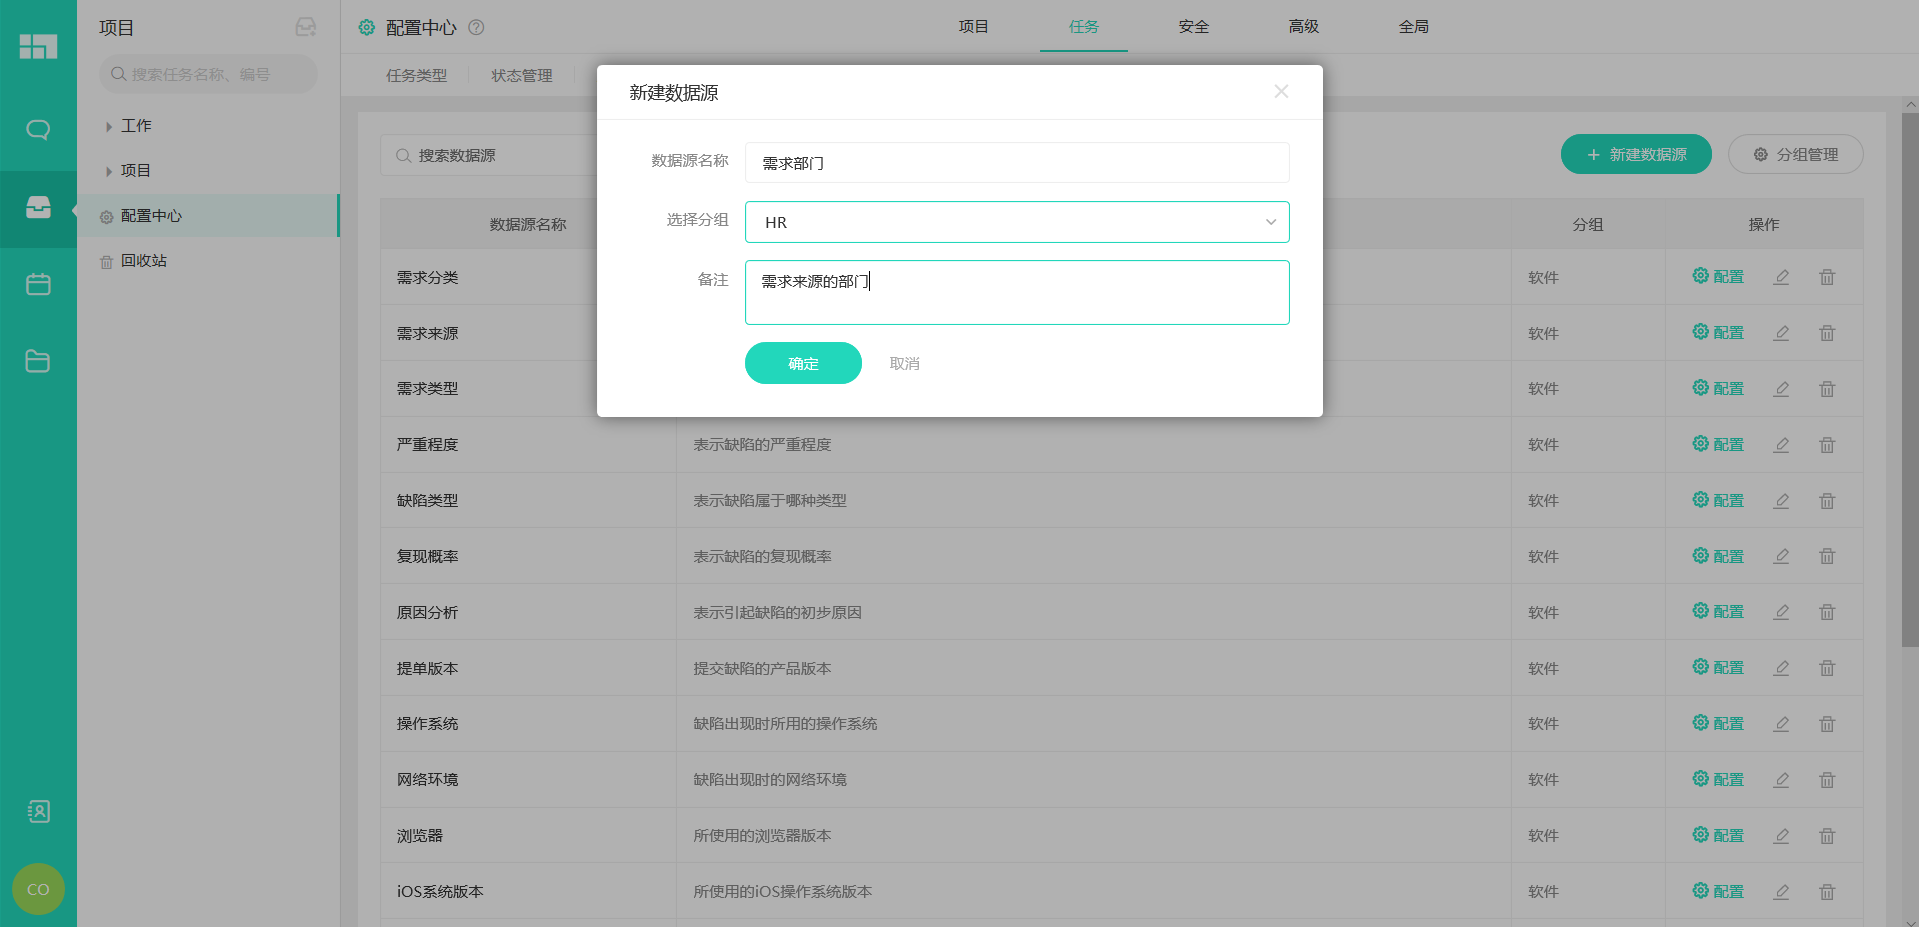 项目
搜索任务名称、编号
工作
项目
配置中心
回收站
CO
配置中心
项目
任务
安全
高级
全局
任务类型
状态管理
搜索数据源
新建数据源
分组管理
数据源名称
分组
操作
新建数据源
数据源名称
需求部门
选择分组
HR
备注
需求来源的部门
确定
取消
需求分类 软件 配置
需求来源 软件 配置
需求类型 软件 配置
严重程度 表示缺陷的严重程度 软件 配置
缺陷类型 表示缺陷属于哪种类型 软件 配置
复现概率 表示缺陷的复现概率 软件 配置
原因分析 表示引起缺陷的初步原因 软件 配置
提单版本 提交缺陷的产品版本 软件 配置
操作系统 缺陷出现时所用的操作系统 软件 配置
网络环境 缺陷出现时的网络环境 软件 配置
浏览器 所使用的浏览器版本 软件 配置
iOS系统版本 所使用的iOS操作系统版本 软件 配置